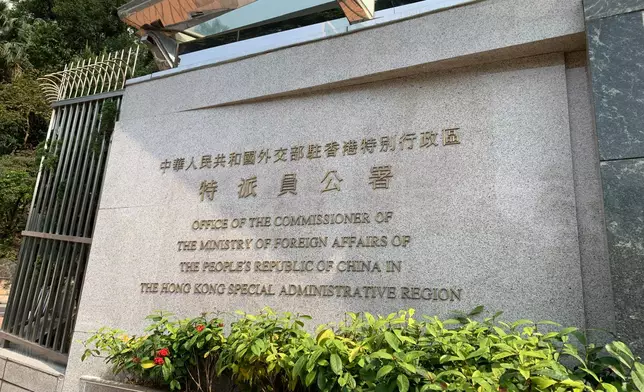 中華人民共和國外交部駐香港特別行政區
特派員公署
OFFICE OF THE COMMISSIONER OF
THE MINISTRY OF FOREIGN AFFAIRS OF
THE PEOPLE'S REPUBLIC OF CHINA IN
THE HONG KONG SPECIAL ADMINISTRATIVE REGION